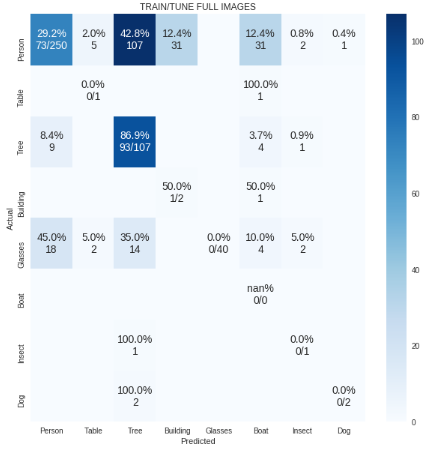 TRAIN/TUNE FULL IMAGES
Person
29.2% 2.0% 42.8% 12.4% 12.4% 0.8% 0.4%
73/250 5 107 31 31 2 1
100
Table
0.0% 100.0%
0/1 1
80
Tree
8.4% 86.9% 3.7% 0.9%
9 93/107 4 1
60
Actual
Building
50.0% 50.0%
1/2 1
Glasses
45.0% 5.0% 35.0% 0.0% 10.0% 5.0%
18 2 14 0/40 4 2
40
Boat
nan%
0/0
20
Insect
100.0% 0.0%
1 0/1
Dog
100.0% 0.0%
2 0/2
0
Person Table Tree Building Glasses Boat Insect Dog
Predicted